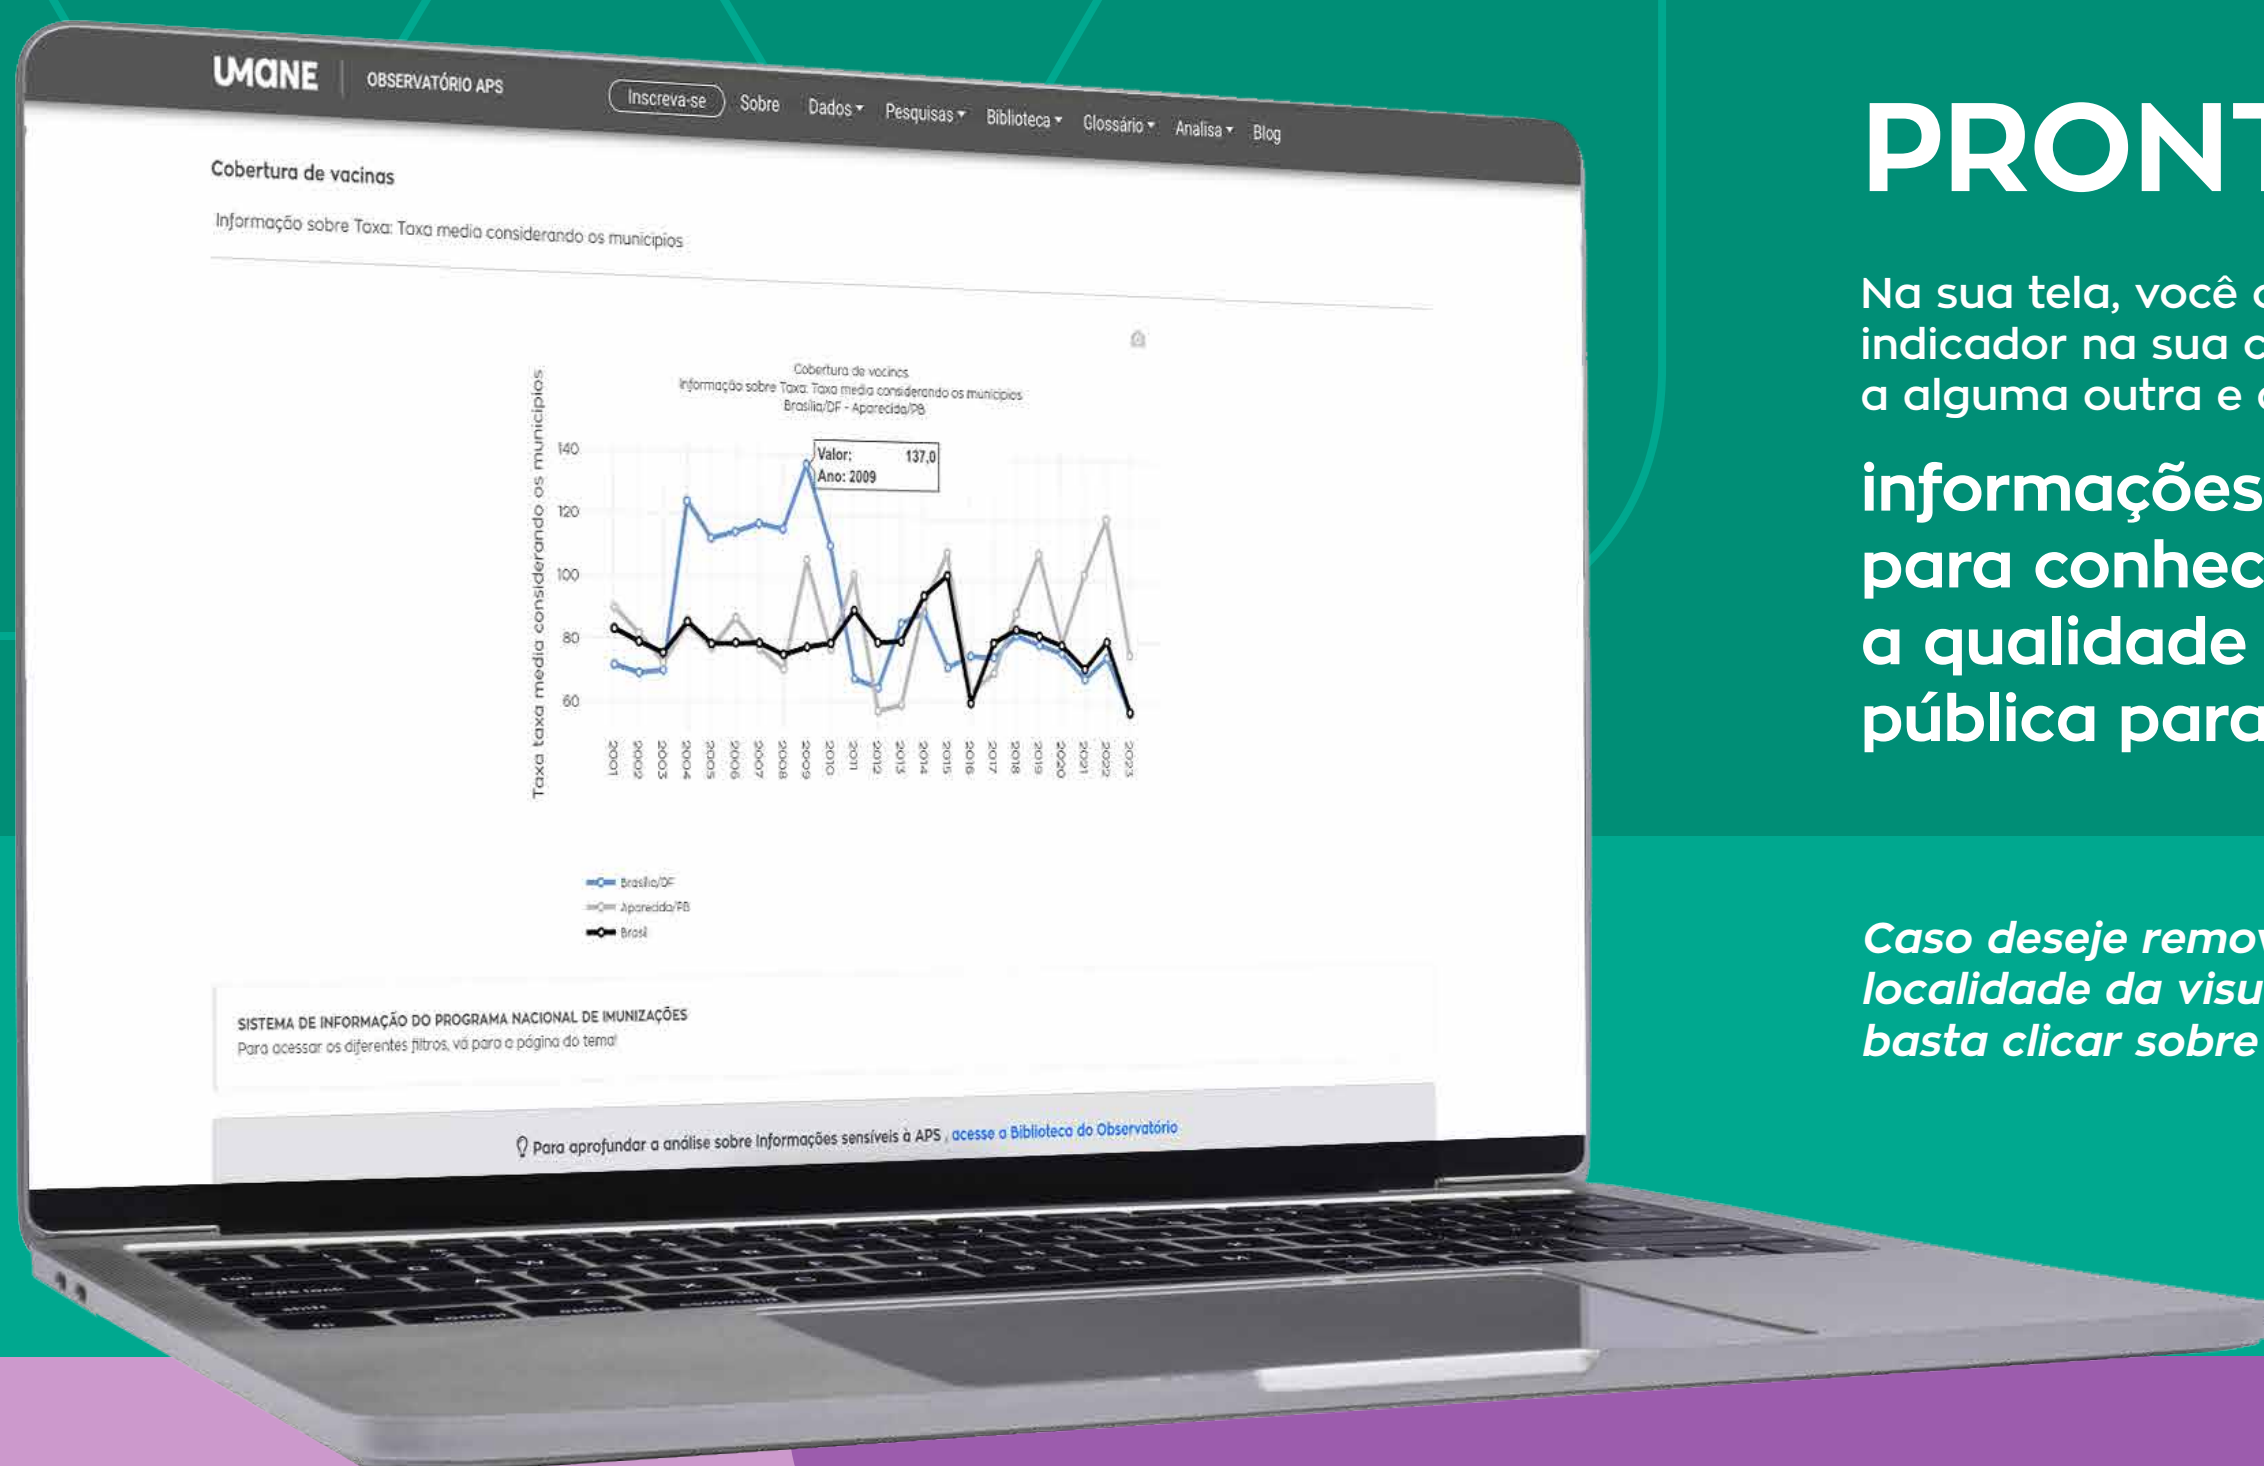 UMANE
OBSERVATÓRIO APS
Inscreva-se
Sobre
Dados
Pesquisas
Biblioteca
Glossário
Analisa
Blog
Cobertura de vacinas
Informação sobre Taxa: Taxa media considerando os municipios
Cobertura de vacinas
Informação sobre Taxa: Taxa media considerando os municipios
Brasília/DF - Aparecida/PB
Taxa taxa media considerando os municipios
140
120
100
80
60
Valor: 137,0
Ano: 2009
2001
2002
2003
2004
2005
2006
2007
2008
2009
2010
2011
2012
2013
2014
2015
2016
2017
2018
2019
2020
2021
2022
2023
Brasília/DF
Aparecida/PB
Brasil
SISTEMA DE INFORMAÇÃO DO PROGRAMA NACIONAL DE IMUNIZAÇÕES
Para acessar os diferentes filtros, vá para a página do tema!
Para aprofundar a análise sobre Informações sensíveis à APS , acesse a Biblioteca do Observatório
PRONT
Na sua tela, você
indicador na sua
a alguma outra e
informações
para conhec
a qualidade
pública para
Caso deseje remov
localidade da visu
basta clicar sobre